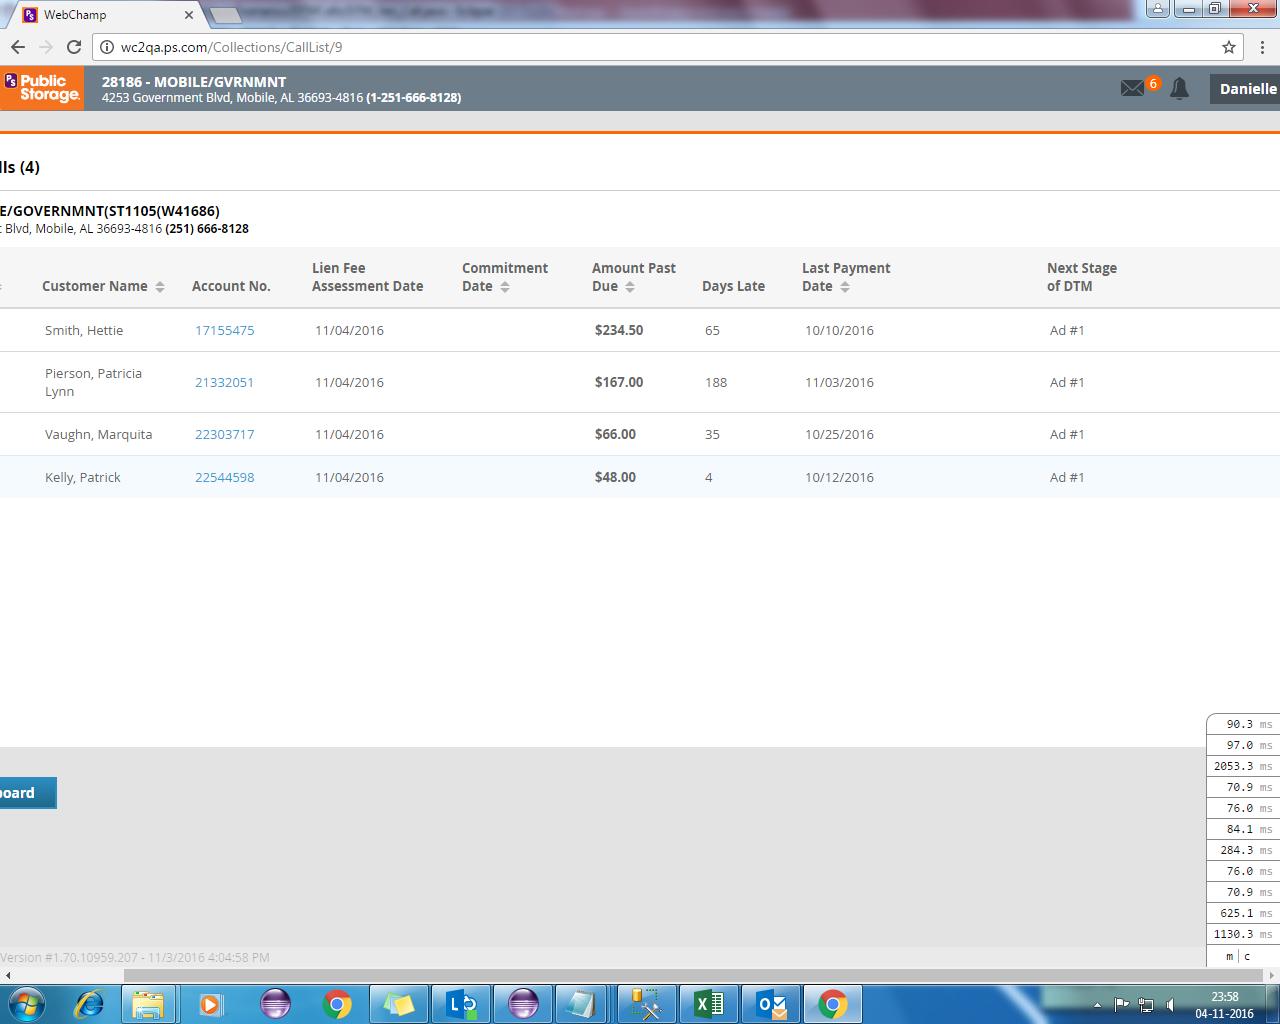 WebChamp
wc2qa.ps.com/Collections/CallList/9
PS Public Storage.
28186 - MOBILE/GVRNMNT
4253 Government Blvd, Mobile, AL 36693-4816 (1-251-666-8128)
6
Danielle
lls (4)
E/GOVERNMNT(ST1105(W41686)
Blvd, Mobile, AL 36693-4816 (251) 666-8128
Customer Name Account No. Lien Fee Assessment Date Commitment Date Amount Past Due Days Late Last Payment Date Next Stage of DTM
Smith, Hettie 17155475 11/04/2016 $234.50 65 10/10/2016 Ad #1
Pierson, Patricia Lynn 21332051 11/04/2016 $167.00 188 11/03/2016 Ad #1
Vaughn, Marquita 22303717 11/04/2016 $66.00 35 10/25/2016 Ad #1
Kelly, Patrick 22544598 11/04/2016 $48.00 4 10/12/2016 Ad #1
90.3 ms
97.0 ms
2053.3 ms
70.9 ms
76.0 ms
84.1 ms
284.3 ms
76.0 ms
70.9 ms
625.1 ms
1130.3 ms
m c
oard
Version #1.70.10959.207 - 11/3/2016 4:04:58 PM
23:58
04-11-2016